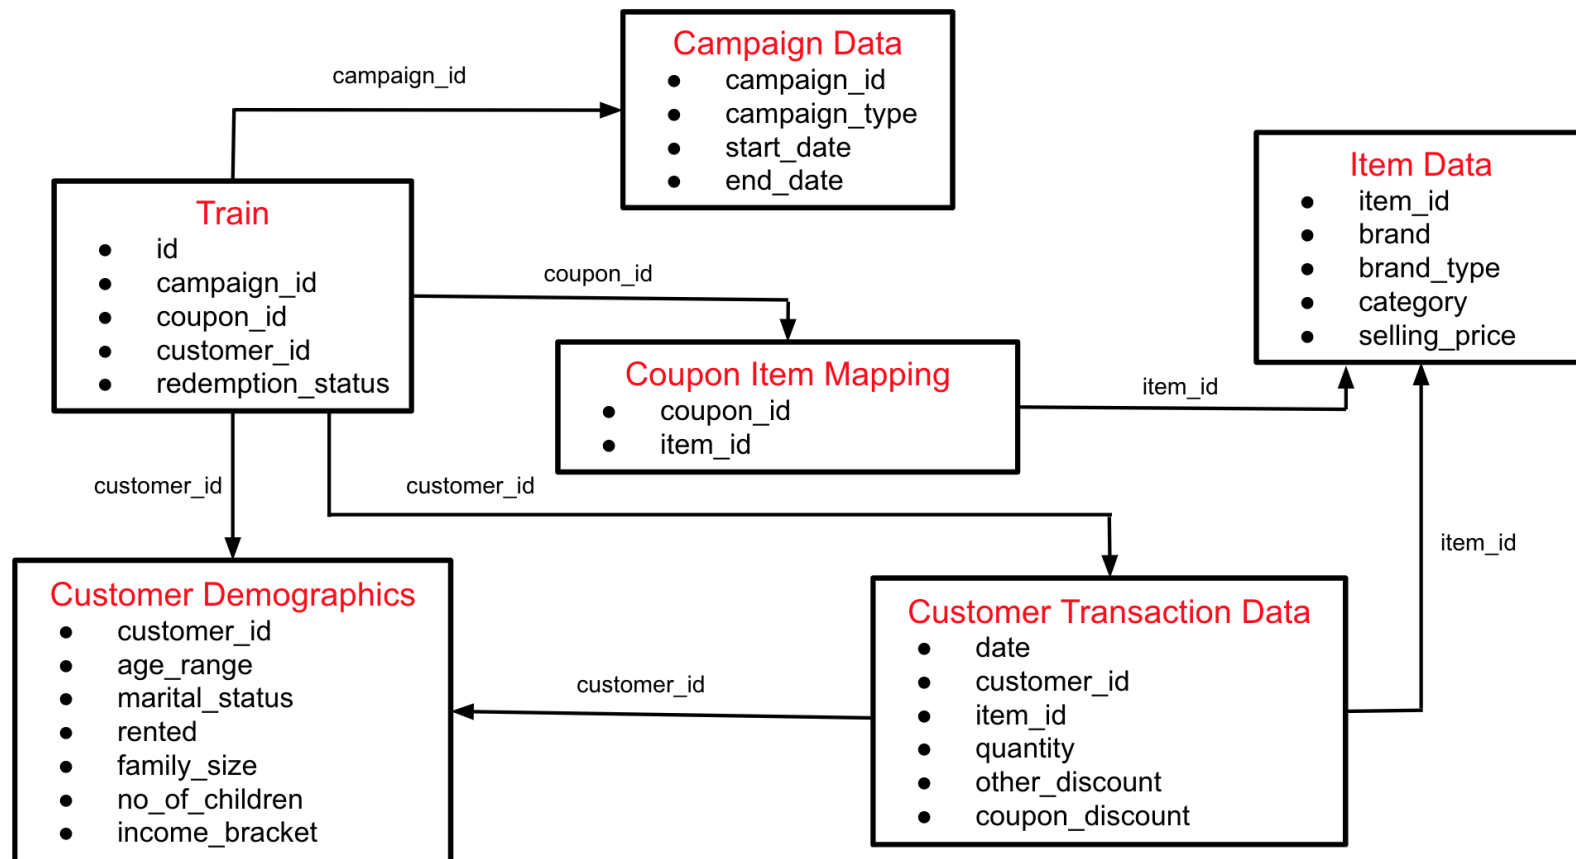 campaign_id
Campaign Data
● campaign_id
● campaign_type
● start_date
● end_date
Train
● id
● campaign_id
● coupon_id
● customer_id
● redemption_status
coupon_id
Item Data
● item_id
● brand
● brand_type
● category
● selling_price
Coupon Item Mapping
● coupon_id
● item_id
item_id
customer_id
customer_id
item_id
Customer Demographics
● customer_id
● age_range
● marital_status
● rented
● family_size
● no_of_children
● income_bracket
customer_id
Customer Transaction Data
● date
● customer_id
● item_id
● quantity
● other_discount
● coupon_discount